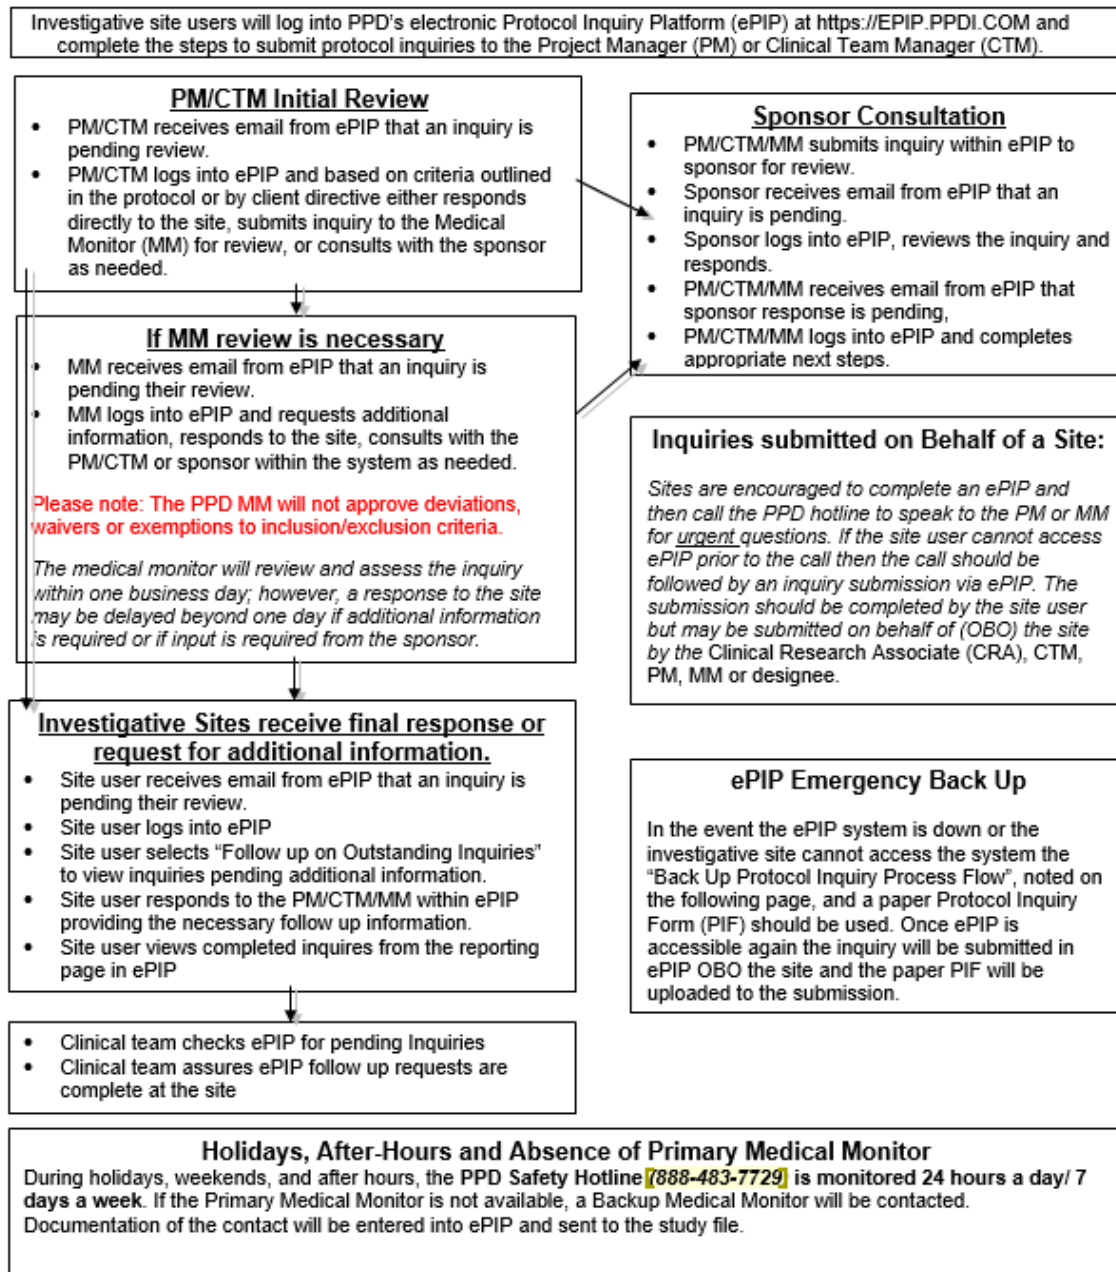 Investigative site users will log into PPD's electronic Protocol Inquiry Platform (ePIP) at https://EPIP.PPDI.COM and
complete the steps to submit protocol inquiries to the Project Manager (PM) or Clinical Team Manager (CTM).
PM/CTM Initial Review
• PM/CTM receives email from ePIP that an inquiry is
pending review.
• PM/CTM logs into ePIP and based on criteria outlined
in the protocol or by client directive either responds
directly to the site, submits inquiry to the Medical
Monitor (MM) for review, or consults with the sponsor
as needed.
Sponsor Consultation
• PM/CTM/MM submits inquiry within ePIP to
sponsor for review.
• Sponsor receives email from ePIP that an
inquiry is pending.
• Sponsor logs into ePIP, reviews the inquiry and
responds.
• PM/CTM/MM receives email from ePIP that
sponsor response is pending,
• PM/CTM/MM logs into ePIP and completes
appropriate next steps.
If MM review is necessary
• MM receives email from ePIP that an inquiry is
pending their review.
• MM logs into ePIP and requests additional
information, responds to the site, consults with the
PM/CTM or sponsor within the system as needed.
Please note: The PPD MM will not approve deviations,
waivers or exemptions to inclusion/exclusion criteria.
The medical monitor will review and assess the inquiry
within one business day; however, a response to the site
may be delayed beyond one day if additional information
is required or if input is required from the sponsor.
Inquiries submitted on Behalf of a Site:
Sites are encouraged to complete an ePIP and
then call the PPD hotline to speak to the PM or MM
for urgent questions. If the site user cannot access
ePIP prior to the call then the call should be
followed by an inquiry submission via ePIP. The
submission should be completed by the site user
but may be submitted on behalf of (OBO) the site
by the Clinical Research Associate (CRA), CTM,
PM, MM or designee.
Investigative Sites receive final response or
request for additional information.
• Site user receives email from ePIP that an inquiry is
pending their review.
• Site user logs into ePIP
• Site user selects "Follow up on Outstanding Inquiries"
to view inquiries pending additional information.
• Site user responds to the PM/CTM/MM within ePIP
providing the necessary follow up information.
• Site user views completed inquires from the reporting
page in ePIP
ePIP Emergency Back Up
In the event the ePIP system is down or the
investigative site cannot access the system the
"Back Up Protocol Inquiry Process Flow", noted on
the following page, and a paper Protocol Inquiry
Form (PIF) should be used. Once ePIP is
accessible again the inquiry will be submitted in
ePIP OBO the site and the paper PIF will be
uploaded to the submission.
• Clinical team checks ePIP for pending Inquiries
• Clinical team assures ePIP follow up requests are
complete at the site
Holidays, After-Hours and Absence of Primary Medical Monitor
During holidays, weekends, and after hours, the PPD Safety Hotline [(888-483-7729] is monitored 24 hours a day/ 7
days a week. If the Primary Medical Monitor is not available, a Backup Medical Monitor will be contacted.
Documentation of the contact will be entered into ePIP and sent to the study file.